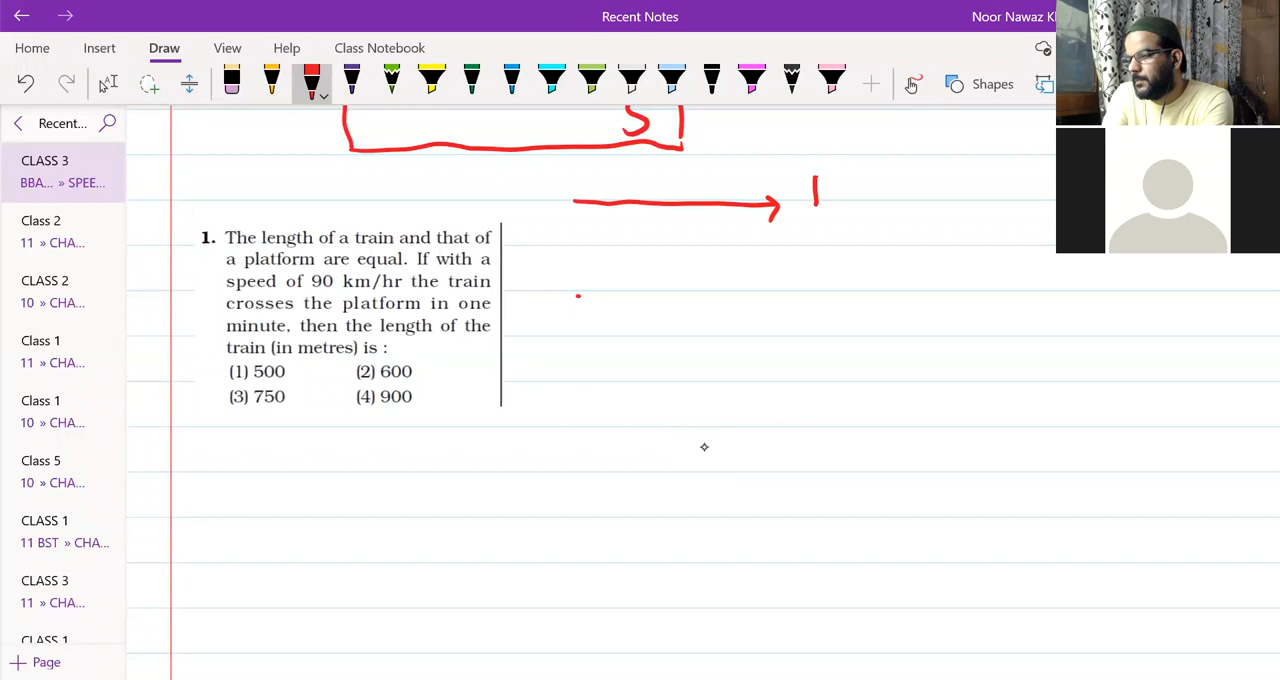 Recent Notes
Noor Nawaz Kh
Home Insert Draw View Help Class Notebook
Shapes
Recent...
CLASS 3
BBA... » SPEE...
Class 2
11 » CHA...
CLASS 2
10 » CHA...
Class 1
11 » CHA...
Class 1
10 » CHA...
Class 5
10 » CHA...
CLASS 1
11 BST » CHA...
CLASS 3
11 » CHA...
CLASS 1
Page
S
1. The length of a train and that of
a platform are equal. If with a
speed of 90 km/hr the train
crosses the platform in one
minute, then the length of the
train (in metres) is :
(1) 500 (2) 600
(3) 750 (4) 900